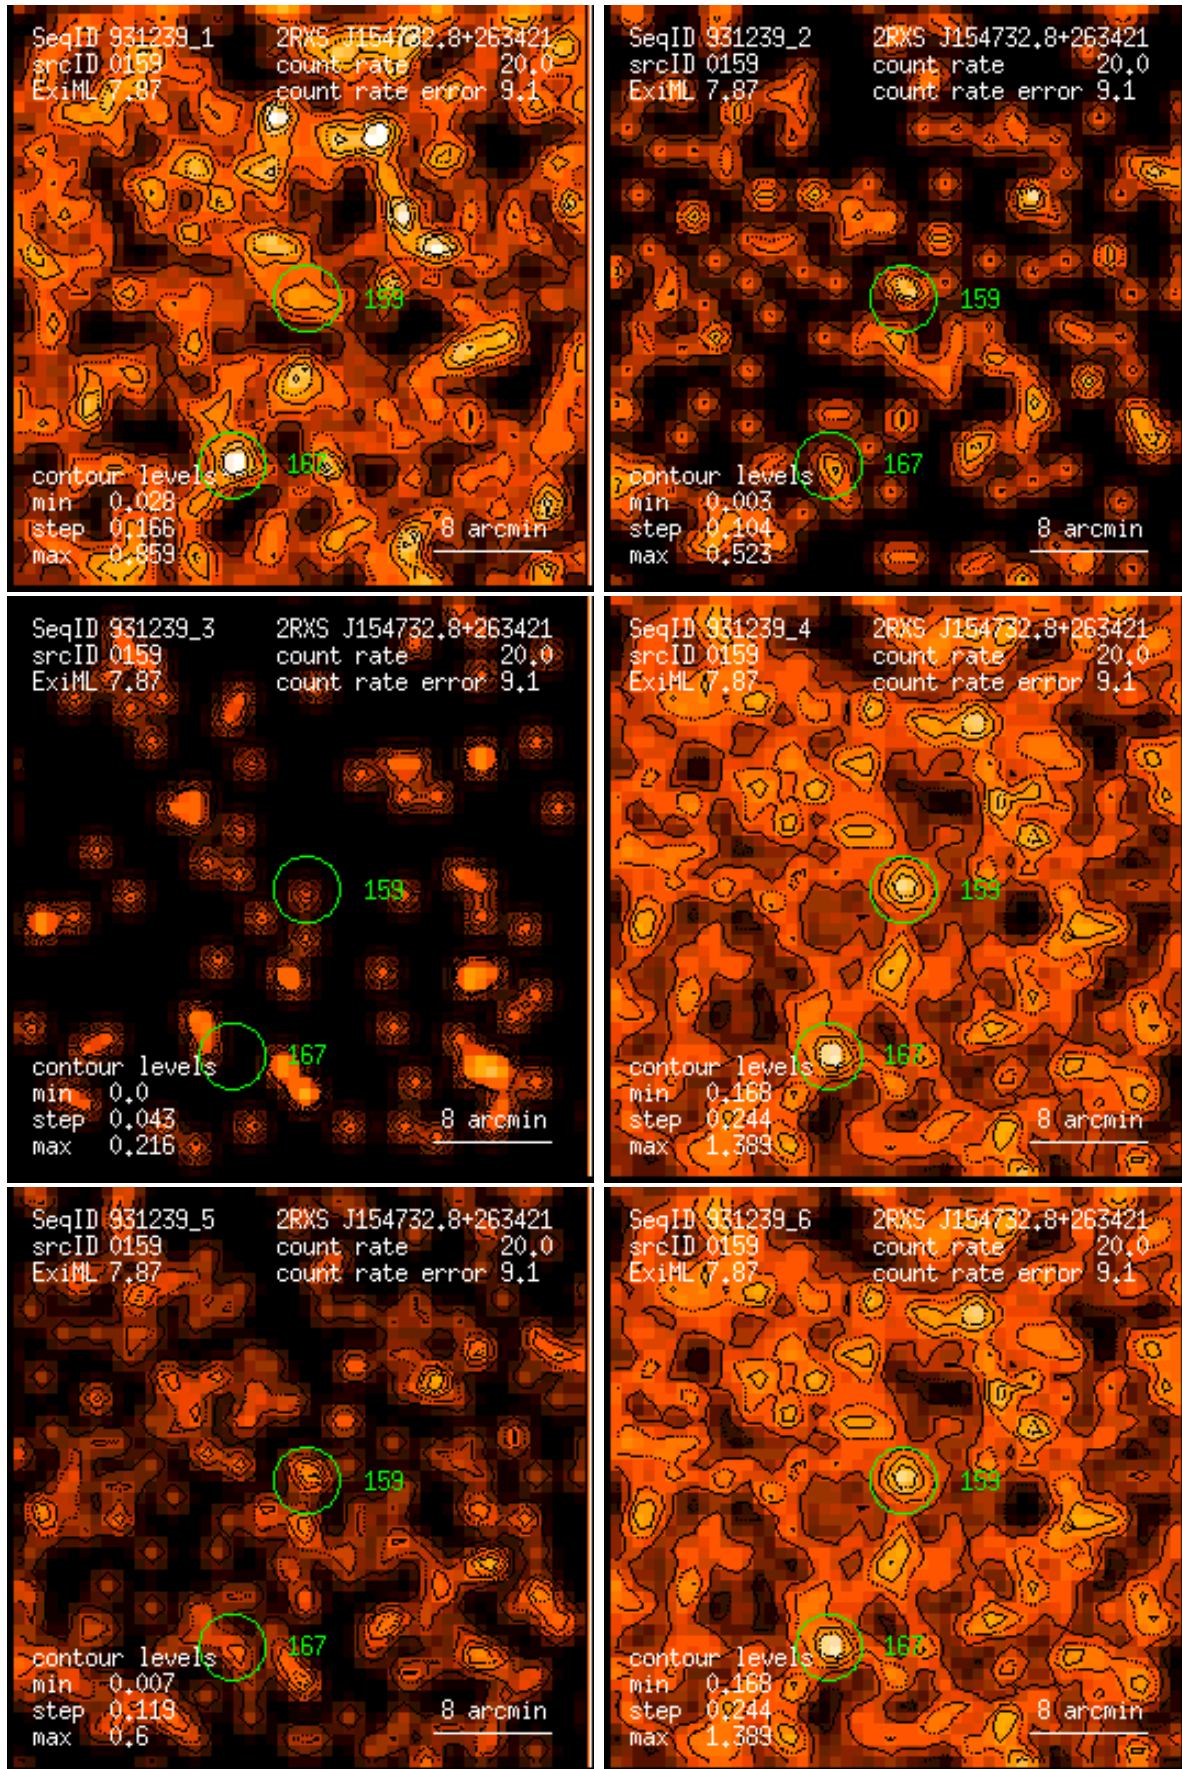 SeqID 931239_1 2RXS J154732.8+263421
srcID 0159 count rate 20.0
ExiML 7.87 count rate error 9.1
159
167
contour levels
min 0.028
step 0.166 8 arcmin
max 0.859
SeqID 931239_2 2RXS J154732.8+263421
srcID 0159 count rate 20.0
ExiML 7.87 count rate error 9.1
159
167
contour levels
min 0.003
step 0.104 8 arcmin
max 0.523
SeqID 931239_3 2RXS J154732.8+263421
srcID 0159 count rate 20.0
ExiML 7.87 count rate error 9.1
159
167
contour levels
min 0.0
step 0.043 8 arcmin
max 0.216
SeqID 931239_4 2RXS J154732.8+263421
srcID 0159 count rate 20.0
ExiML 7.87 count rate error 9.1
159
167
contour levels
min 0.168
step 0.244 8 arcmin
max 1.389
SeqID 931239_5 2RXS J154732.8+263421
srcID 0159 count rate 20.0
ExiML 7.87 count rate error 9.1
159
167
contour levels
min 0.007
step 0.119 8 arcmin
max 0.6
SeqID 931239_6 2RXS J154732.8+263421
srcID 0159 count rate 20.0
ExiML 7.87 count rate error 9.1
159
167
contour levels
min 0.168
step 0.244 8 arcmin
max 1.389